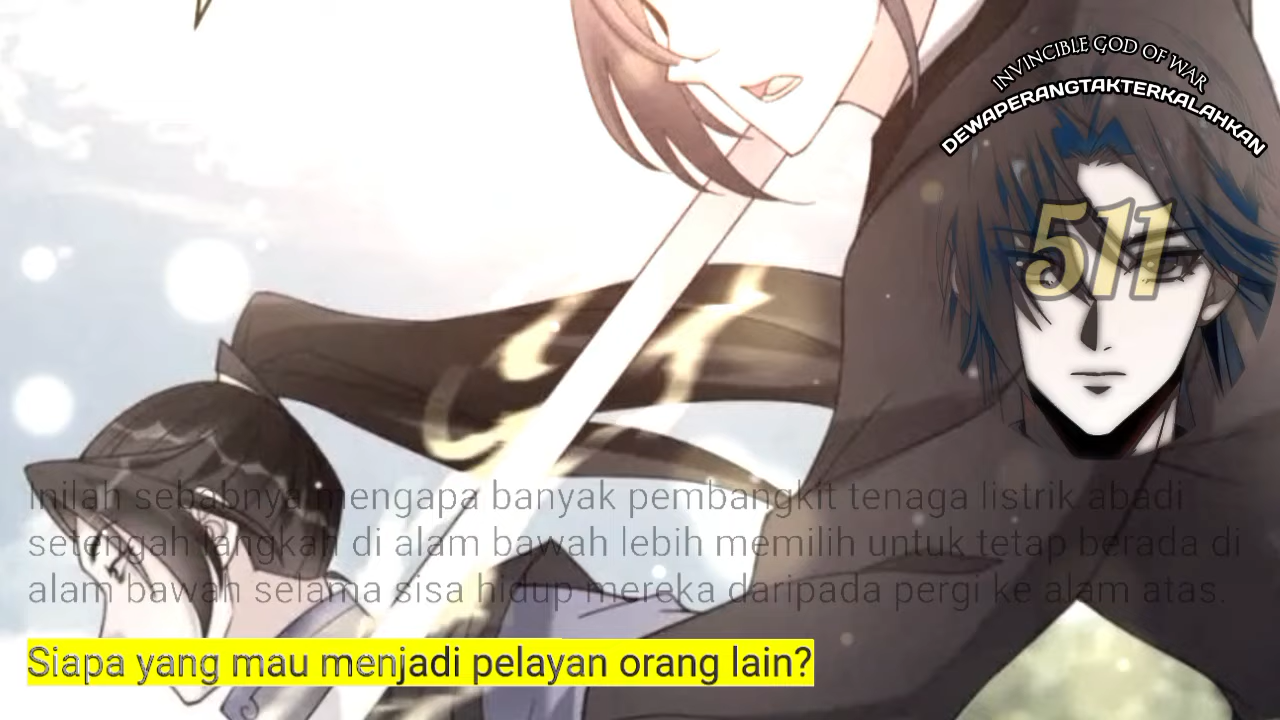 INVINCIBLE GOD OF WAR
DEWAPERANGTAKTERKALAHKAN
511
Inilah sebabnya mengapa banyak pembangkit tenaga listrik abadi
setengah langkah di alam bawah lebih memilih untuk tetap berada di
alam bawah selama sisa hidup mereka daripada pergi ke alam atas.
Siapa yang mau menjadi pelayan orang lain?